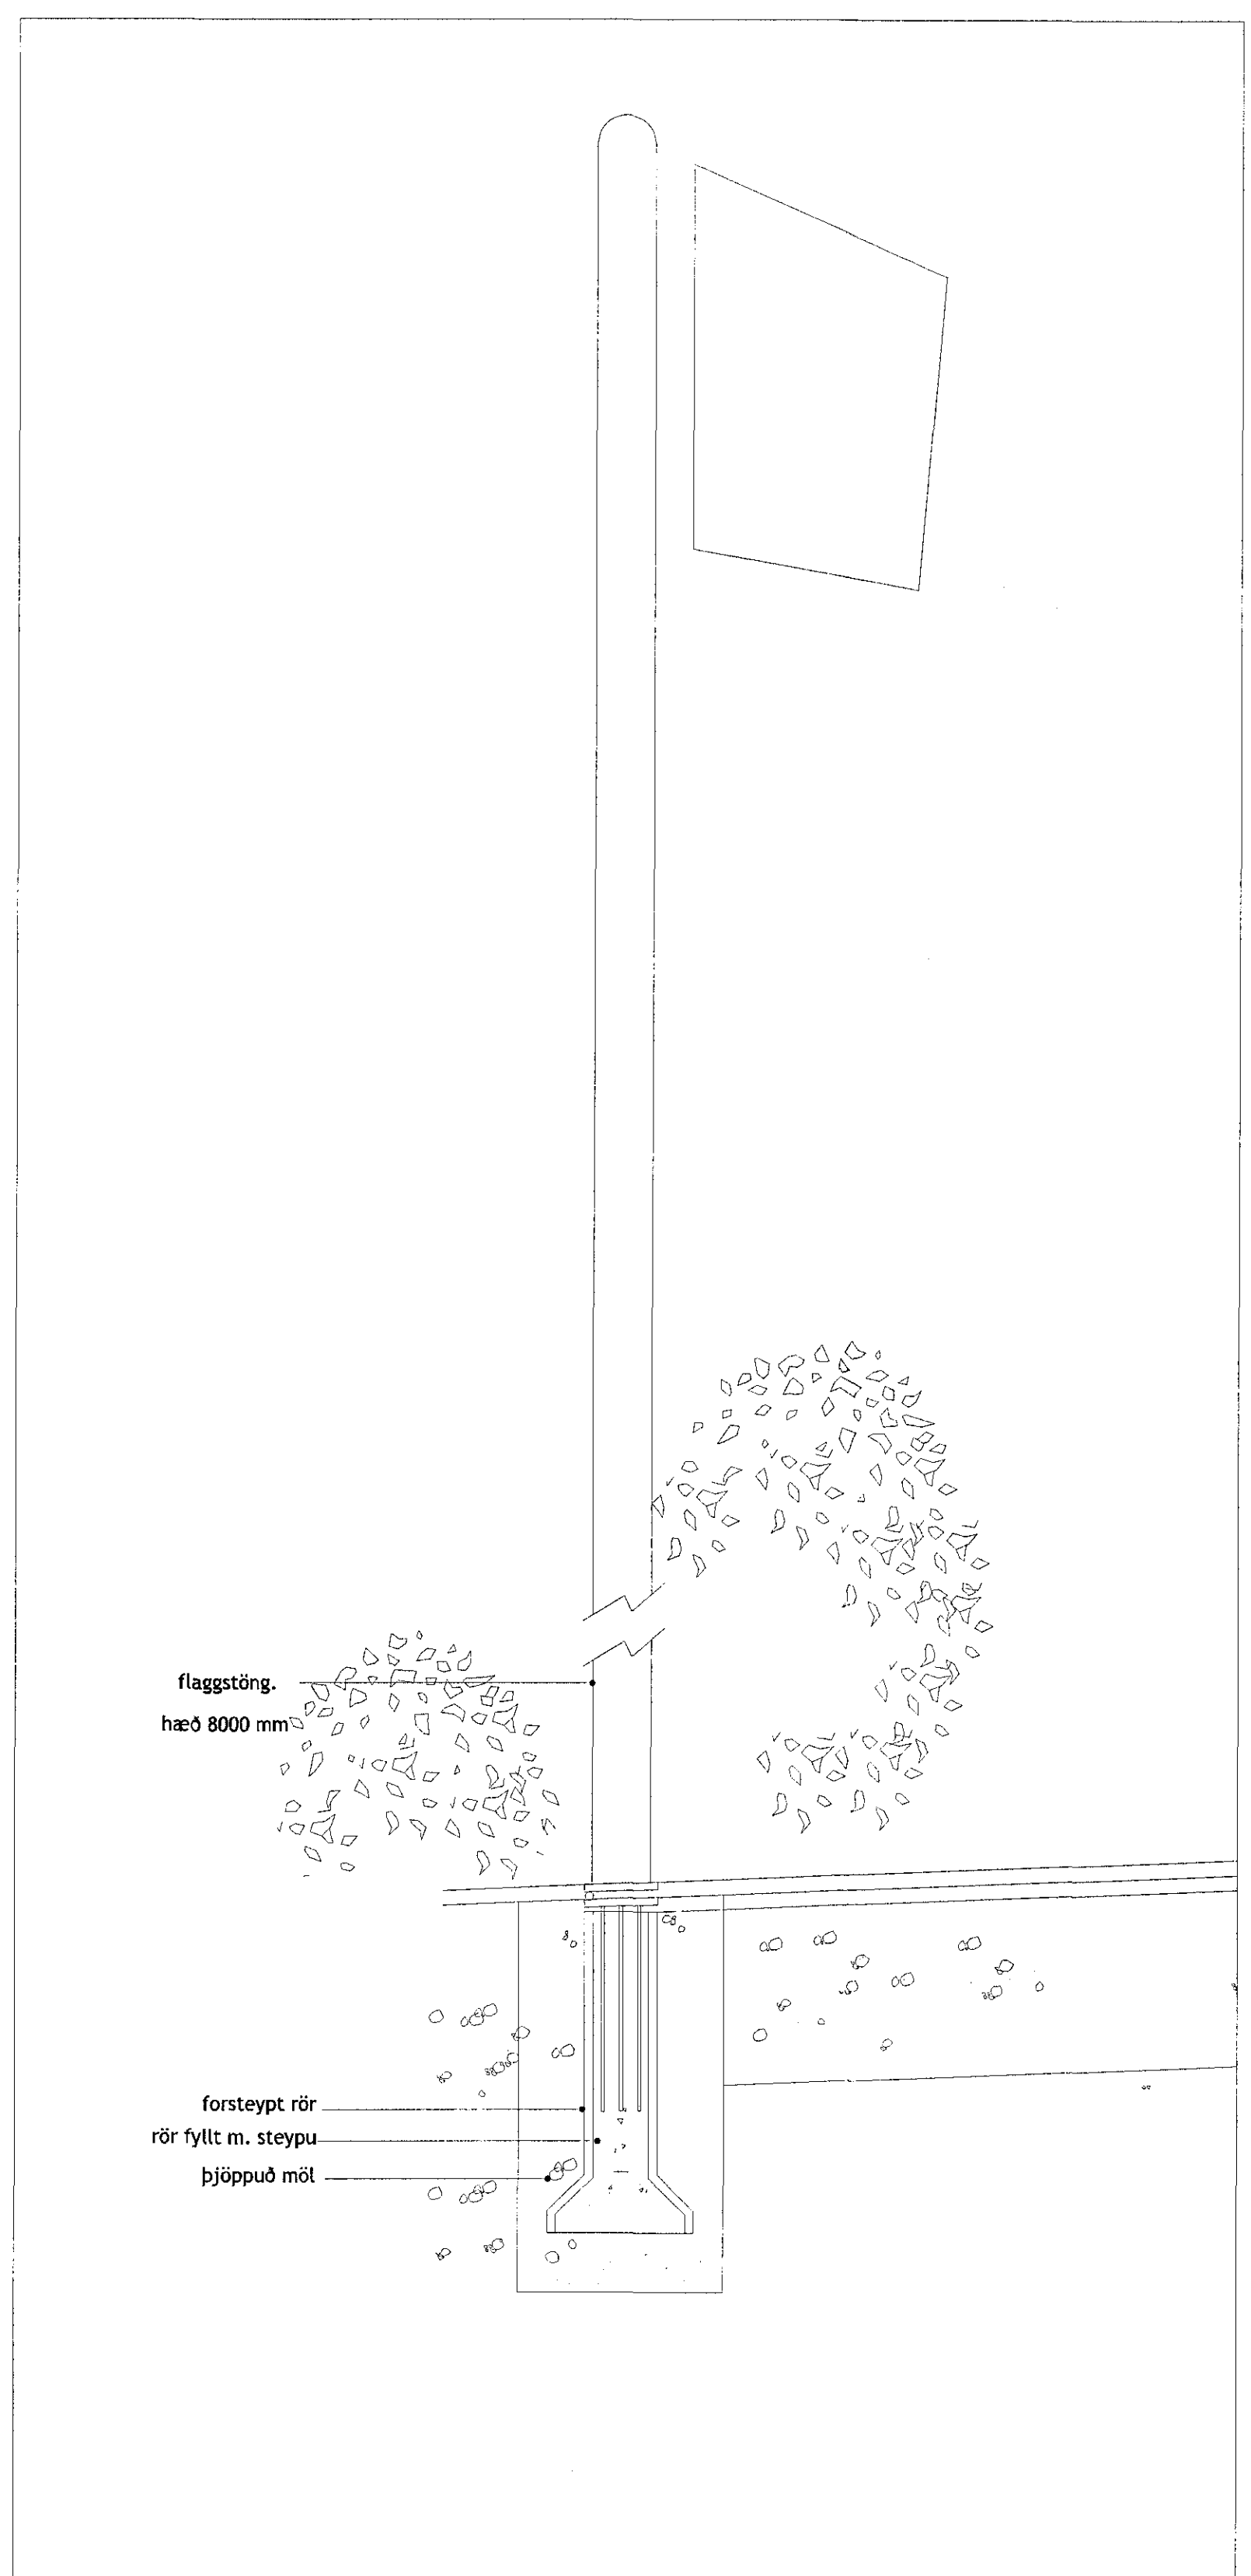 flaggstöng.
hæð 8000 mm
forsteypt rör
rör fyllt m. steypu
þjöppuð möl